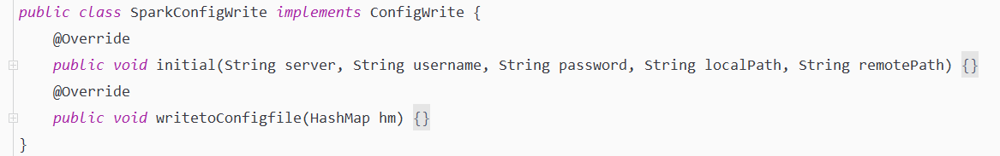 public class SparkConfigWrite implements ConfigWrite {
@Override
public void initial(String server, String username, String password, String localPath, String remotePath) {}
@Override
public void writetoConfigfile(HashMap hm) {}
}